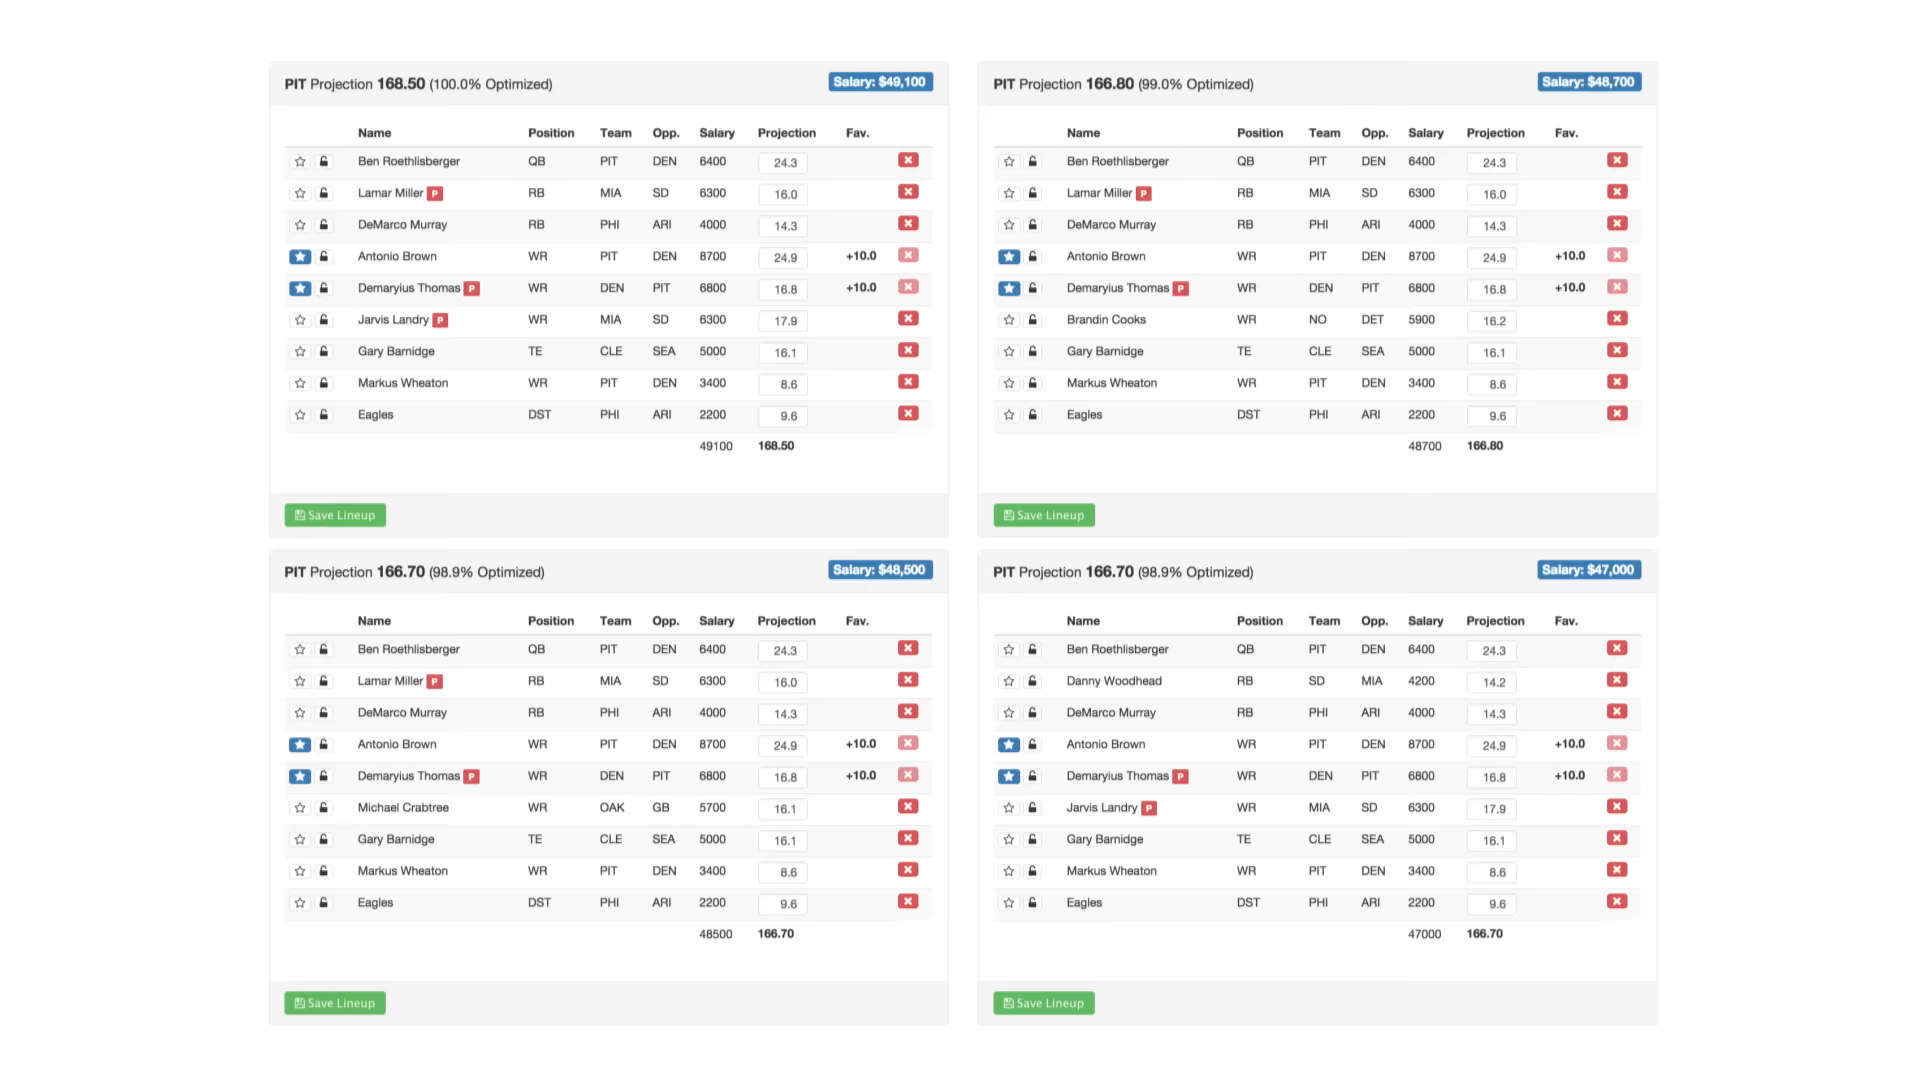 PIT Projection 168.50 (100.0% Optimized) Salary: $49,100
Name Position Team Opp. Salary Projection Fav.
Ben Roethlisberger QB PIT DEN 6400 24.3
Lamar Miller P RB MIA SD 6300 16.0
DeMarco Murray RB PHI ARI 4000 14.3
Antonio Brown WR PIT DEN 8700 24.9 +10.0
Demaryius Thomas P WR DEN PIT 6800 16.8 +10.0
Jarvis Landry P WR MIA SD 6300 17.9
Gary Barnidge TE CLE SEA 5000 16.1
Markus Wheaton WR PIT DEN 3400 8.6
Eagles DST PHI ARI 2200 9.6
49100 168.50
Save Lineup
PIT Projection 166.80 (99.0% Optimized) Salary: $48,700
Name Position Team Opp. Salary Projection Fav.
Ben Roethlisberger QB PIT DEN 6400 24.3
Lamar Miller P RB MIA SD 6300 16.0
DeMarco Murray RB PHI ARI 4000 14.3
Antonio Brown WR PIT DEN 8700 24.9 +10.0
Demaryius Thomas P WR DEN PIT 6800 16.8 +10.0
Brandin Cooks WR NO DET 5900 16.2
Gary Barnidge TE CLE SEA 5000 16.1
Markus Wheaton WR PIT DEN 3400 8.6
Eagles DST PHI ARI 2200 9.6
48700 166.80
Save Lineup
PIT Projection 166.70 (98.9% Optimized) Salary: $48,500
Name Position Team Opp. Salary Projection Fav.
Ben Roethlisberger QB PIT DEN 6400 24.3
Lamar Miller P RB MIA SD 6300 16.0
DeMarco Murray RB PHI ARI 4000 14.3
Antonio Brown WR PIT DEN 8700 24.9 +10.0
Demaryius Thomas P WR DEN PIT 6800 16.8 +10.0
Michael Crabtree WR OAK GB 5700 16.1
Gary Barnidge TE CLE SEA 5000 16.1
Markus Wheaton WR PIT DEN 3400 8.6
Eagles DST PHI ARI 2200 9.6
48500 166.70
Save Lineup
PIT Projection 166.70 (98.9% Optimized) Salary: $47,000
Name Position Team Opp. Salary Projection Fav.
Ben Roethlisberger QB PIT DEN 6400 24.3
Danny Woodhead RB SD MIA 4200 14.2
DeMarco Murray RB PHI ARI 4000 14.3
Antonio Brown WR PIT DEN 8700 24.9 +10.0
Demaryius Thomas P WR DEN PIT 6800 16.8 +10.0
Jarvis Landry P WR MIA SD 6300 17.9
Gary Barnidge TE CLE SEA 5000 16.1
Markus Wheaton WR PIT DEN 3400 8.6
Eagles DST PHI ARI 2200 9.6
47000 166.70
Save Lineup